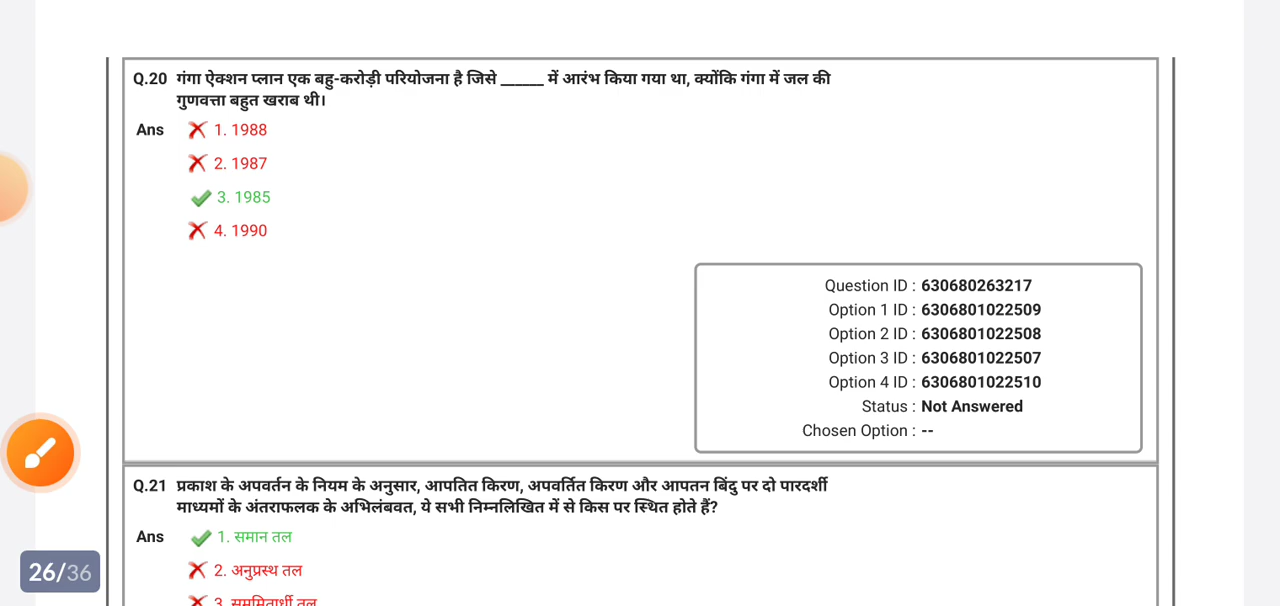 Q.20 गंगा ऐक्शन प्लान एक बहु-करोड़ी परियोजना है जिसे ______ में आरंभ किया गया था, क्योंकि गंगा में जल की
गुणवत्ता बहुत खराब थी।
Ans 1. 1988
2. 1987
3. 1985
4. 1990
Question ID : 630680263217
Option 1 ID : 6306801022509
Option 2 ID : 6306801022508
Option 3 ID : 6306801022507
Option 4 ID : 6306801022510
Status : Not Answered
Chosen Option : --
Q.21 प्रकाश के अपवर्तन के नियम के अनुसार, आपतित किरण, अपवर्तित किरण और आपतन बिंदु पर दो पारदर्शी
माध्यमों के अंतराफलक के अभिलंबवत, ये सभी निम्नलिखित में से किस पर स्थित होते हैं?
Ans 1. समान तल
2. अनुप्रस्थ तल
3. सममितार्धी तल
26/36